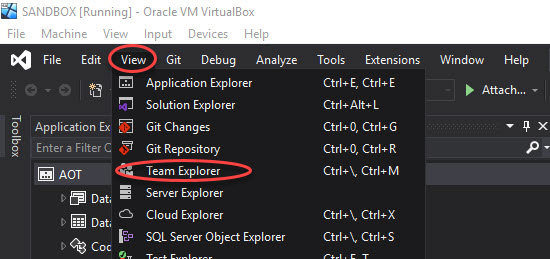 SANDBOX [Running] - Oracle VM VirtualBox
File Machine View Input Devices Help
File Edit View Git Debug Analyze Tools Extensions Window Help
Application Explorer Ctrl+E, Ctrl+E
Attach...
Solution Explorer Ctrl+Alt+L
Toolbox
Application Ex
Git Changes Ctrl+0, Ctrl+G
Enter a Filter C
Git Repository Ctrl+0, Ctrl+R
AOT
Team Explorer Ctrl+\, Ctrl+M
Data
Server Explorer
Data
Cloud Explorer Ctrl+\, Ctrl+X
Cod
SQL Server Object Explorer Ctrl+\, Ctrl+S
Test Explorer Ctrl+E, T